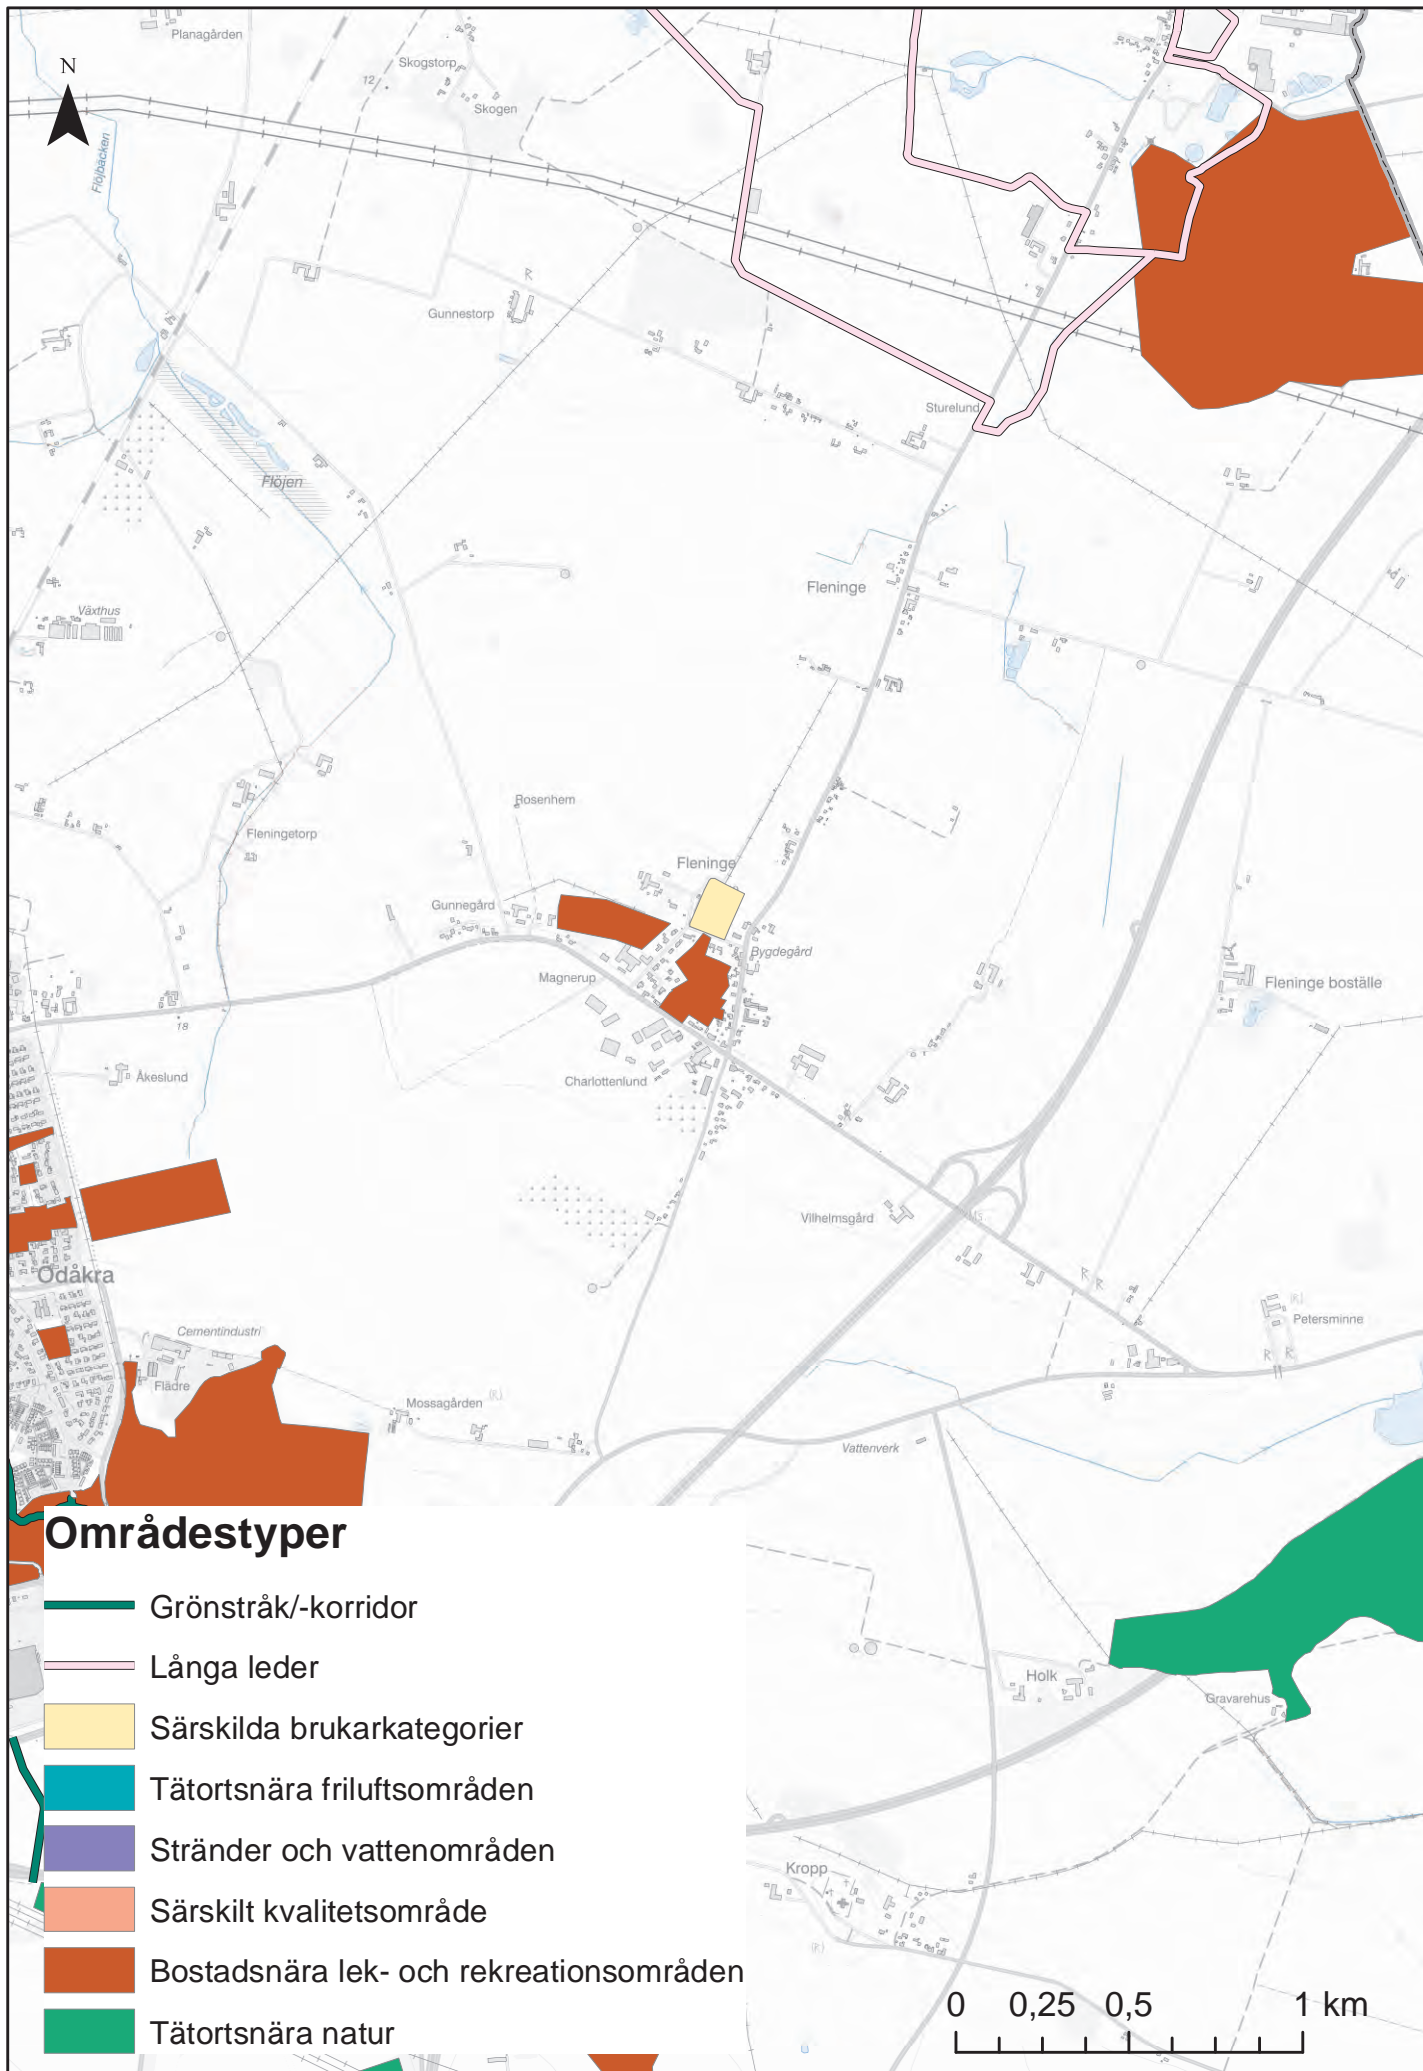 Planagården
Skogstorp
12
Skogen
N
Flöjbäcken
R
Gunnestorp
Sturelund
Flöjen
Fleninge
Växthus
Rosenhem
Fleningetorp
Fleninge
Gunnegård
Bygdegård
Magnerup
Fleninge boställe
18
Åkeslund
Charlottenlund
Vilhelmsgård
Ödåkra
R R
(R)
Petersminne
Cementindustri
R R
Flädre
Mossagården
(R)
Vattenverk
Områdestyper
Grönstråk/-korridor
Långa leder
Holk
Gravarehus
Särskilda brukarkategorier
Tätortsnära friluftsområden
Stränder och vattenområden
Kropp
Särskilt kvalitetsområde
(R)
Bostadsnära lek- och rekreationsområden
0 0,25 0,5 1 km
Tätortsnära natur